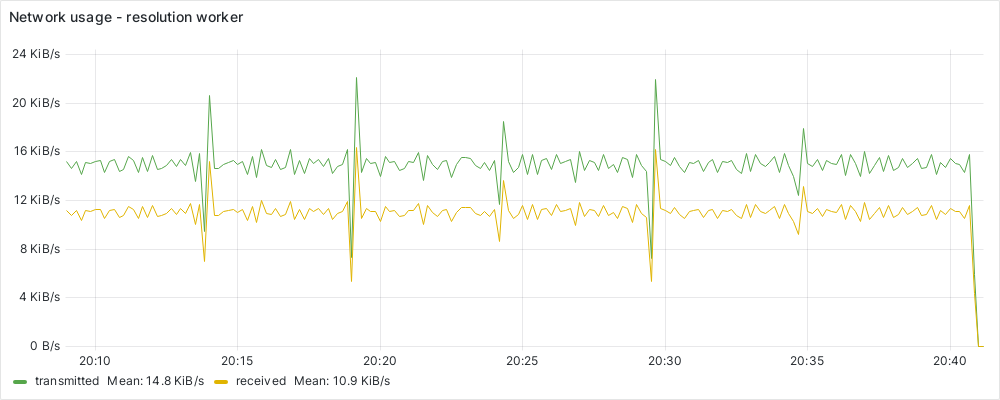 Network usage - resolution worker
24 KiB/s
20 KiB/s
16 KiB/s
12 KiB/s
8 KiB/s
4 KiB/s
0 B/s
20:10 20:15 20:20 20:25 20:30 20:35 20:40
transmitted Mean: 14.8 KiB/s received Mean: 10.9 KiB/s